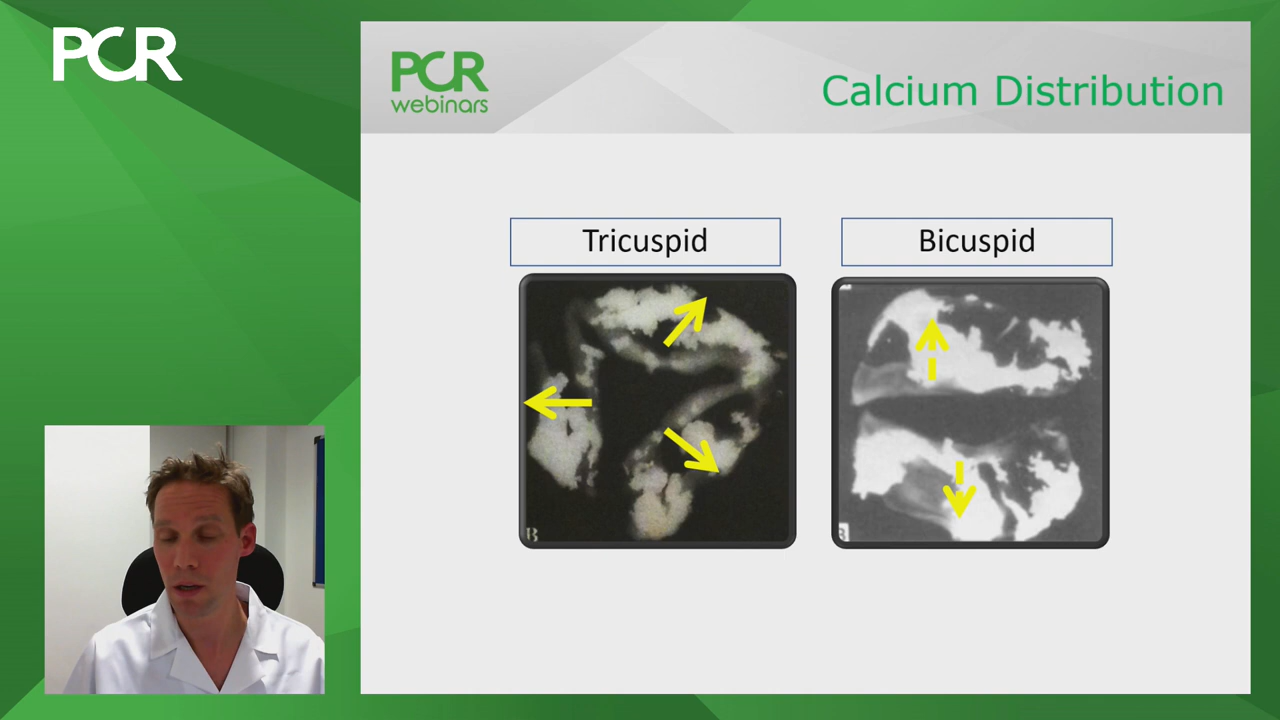 PCR
PCR
webinars
Calcium Distribution
Tricuspid
Bicuspid
B